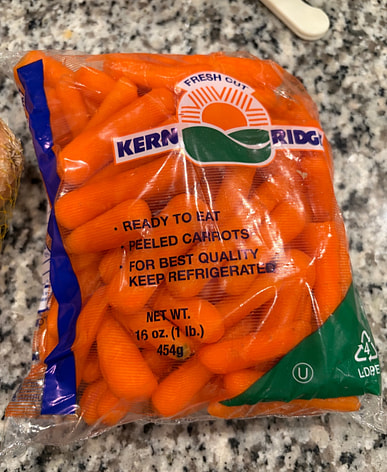 FRESH CUT
KERN RIDGE
• READY TO EAT
• PEELED CARROTS
• FOR BEST QUALITY
KEEP REFRIGERATED
NET WT.
16 oz. (1 lb.)
454g
U
4
LDPE